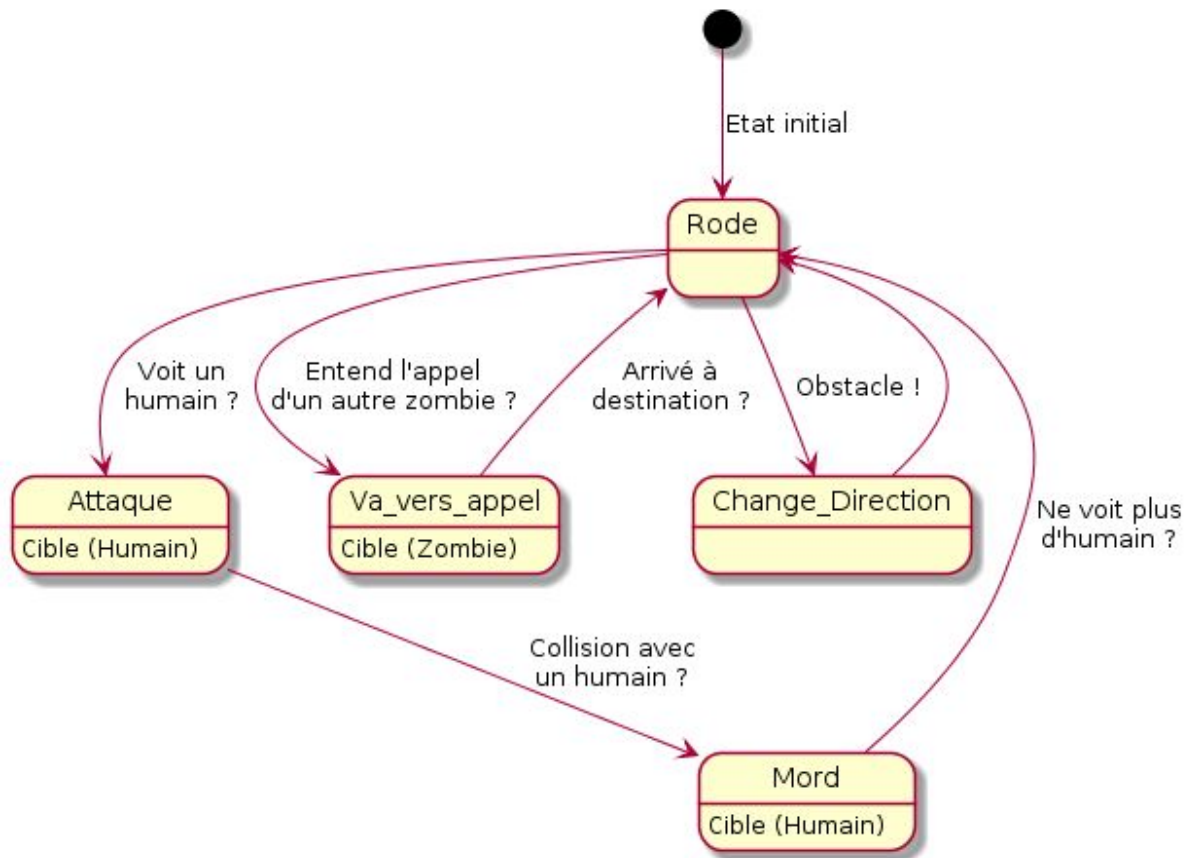 Etat initial
Rode
Voit un
humain ?
Entend l'appel
d'un autre zombie ?
Arrivé à
destination ?
Obstacle !
Attaque
Cible (Humain)
Va_vers_appel
Cible (Zombie)
Change_Direction
Ne voit plus
d'humain ?
Collision avec
un humain ?
Mord
Cible (Humain)